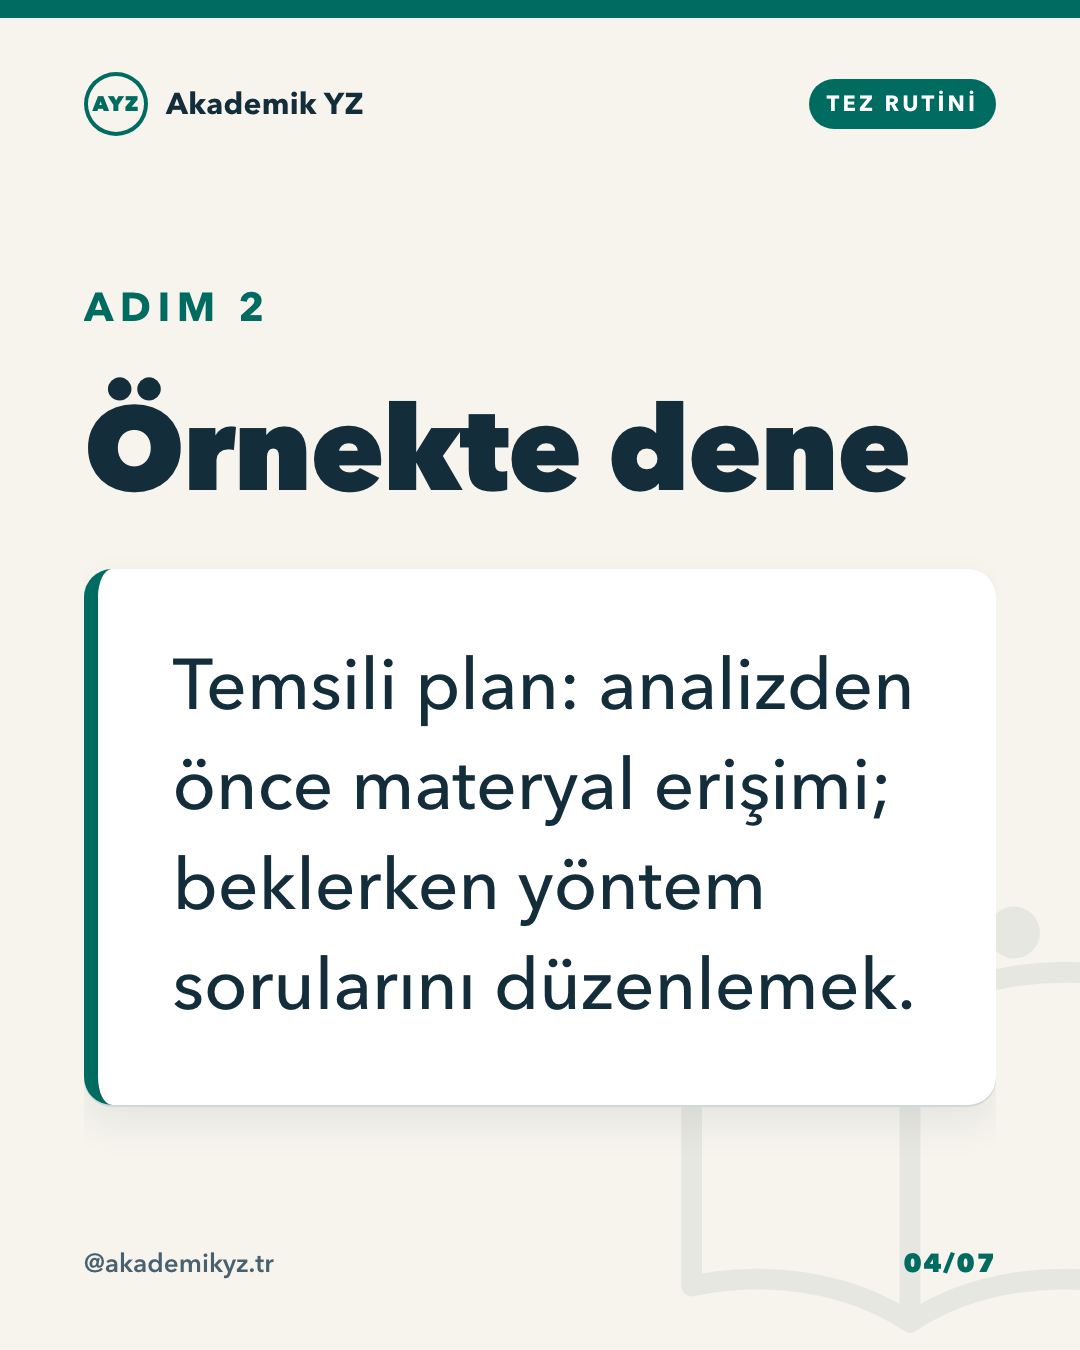 AYZ
Akademik YZ
TEZ RUTİNİ
ADIM 2
Örnekte dene
Temsili plan: analizden
önce materyal erişimi;
beklerken yöntem
sorularını düzenlemek.
@akademikyz.tr
04/07